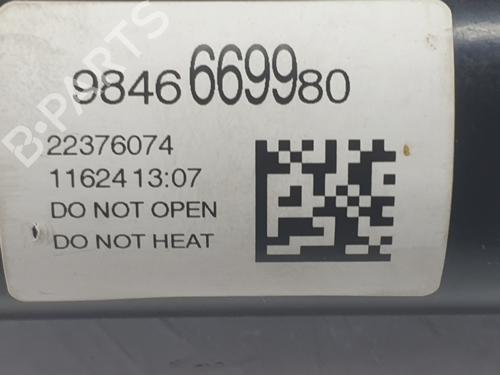 B-PARTS
9846669980
22376074
11624 13:07
DO NOT OPEN
DO NOT HEAT